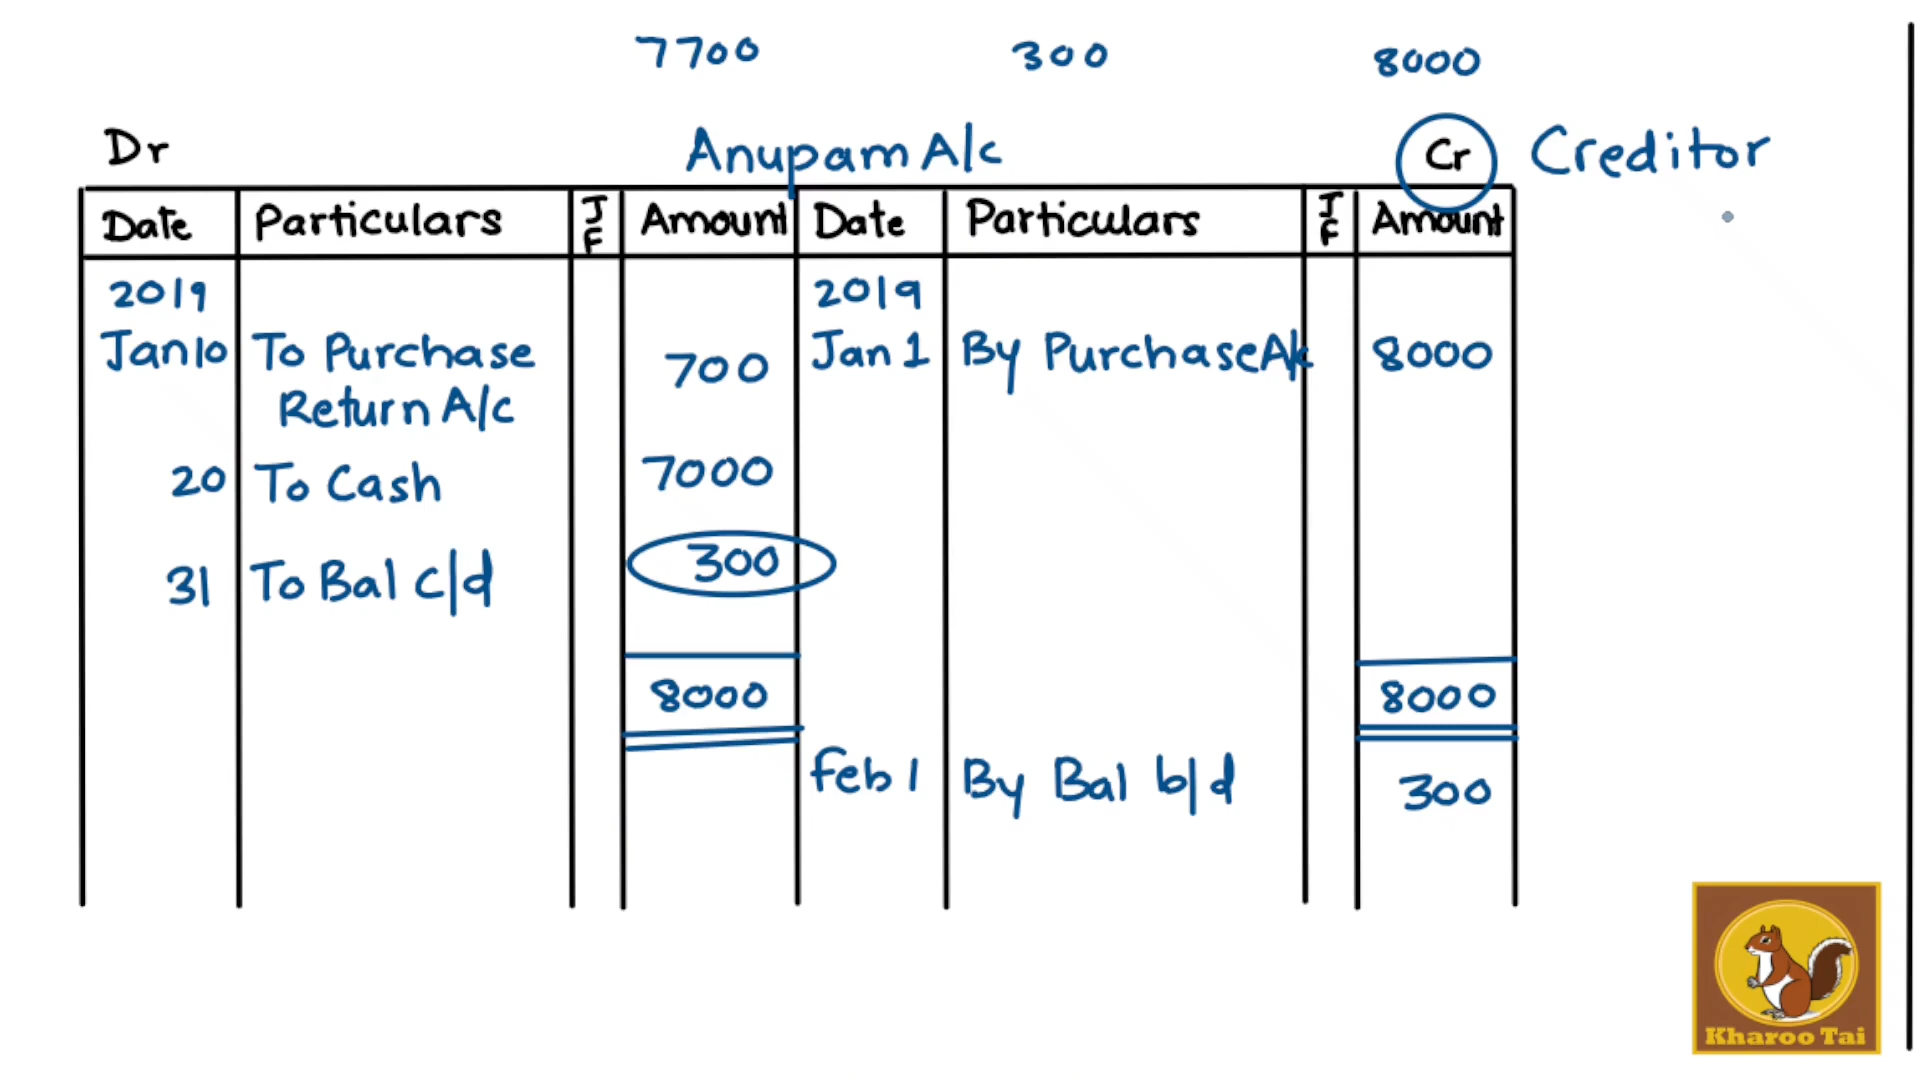 7700 300 8000
Dr Anupam A/c Cr Creditor
Date Particulars JF Amount Date Particulars JF Amount
2019 2019
Jan 10 To Purchase 700 Jan 1 By Purchase A/c 8000
Return A/c
20 To Cash 7000
31 To Bal c/d 300
8000 8000
Feb 1 By Bal b/d 300
Kharoo Tai